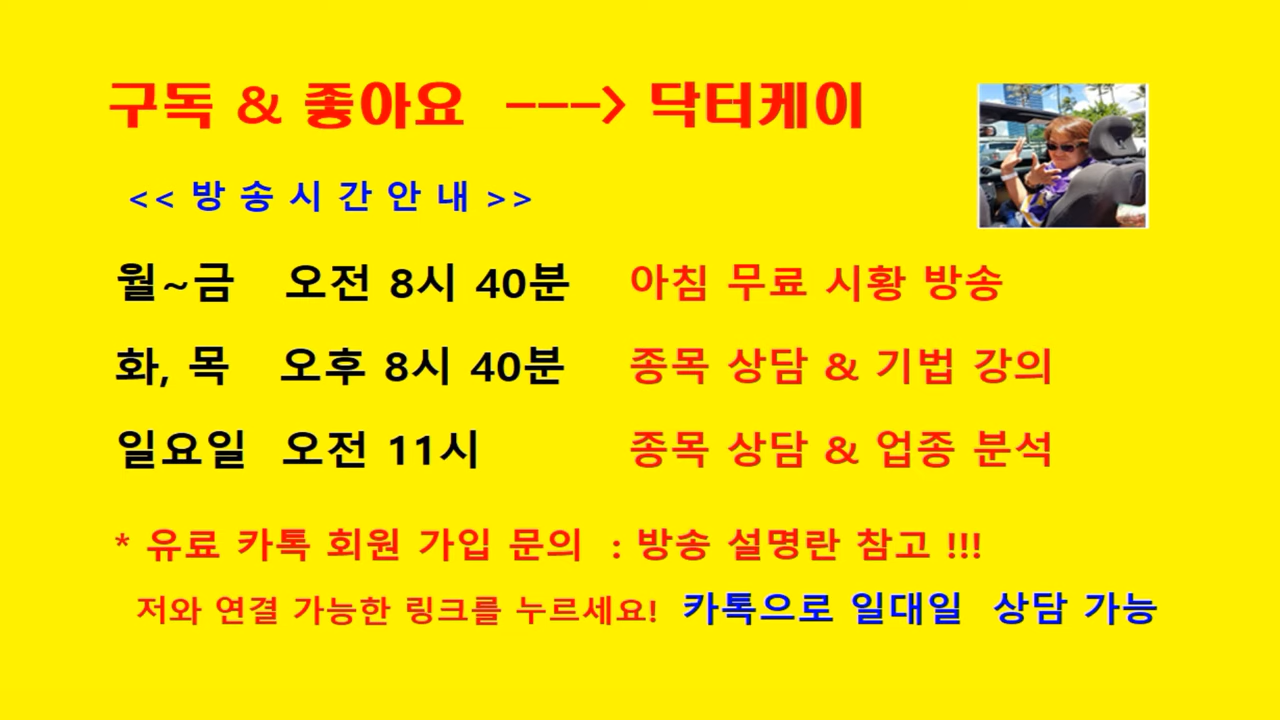 구독 & 좋아요 ---> 닥터케이
<< 방 송 시 간 안 내 >>
월~금 오전 8시 40분 아침 무료 시황 방송
화, 목 오후 8시 40분 종목 상담 & 기법 강의
일요일 오전 11시 종목 상담 & 업종 분석
* 유료 카톡 회원 가입 문의 : 방송 설명란 참고 !!!
저와 연결 가능한 링크를 누르세요! 카톡으로 일대일 상담 가능